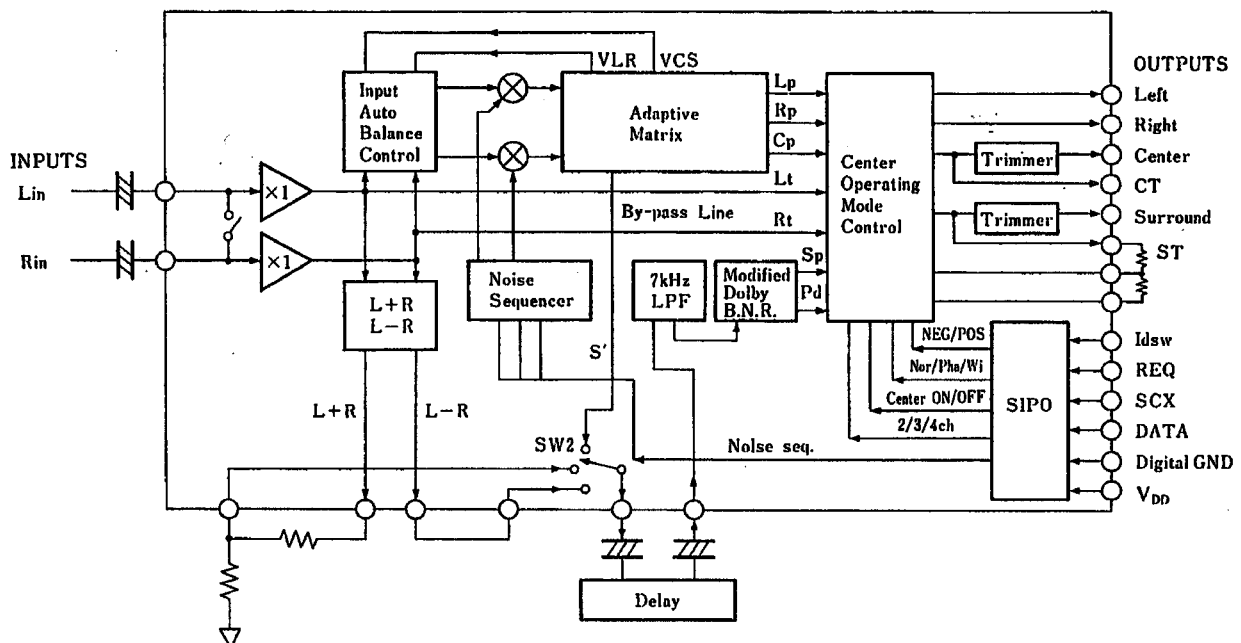 INPUTS
Lin
Rin
×1
×1
Input
Auto
Balance
Control
VLR
VCS
Adaptive
Matrix
Lp
Rp
Cp
Lt
By-pass Line
Rt
Sp
Pd
Center
Operating
Mode
Control
OUTPUTS
Left
Right
Trimmer
Center
CT
Trimmer
Surround
ST
L+R
L−R
Noise
Sequencer
7kHz
LPF
Modified
Dolby
B.N.R.
S'
NEG/POS
Nor/Pha/Wi
Center ON/OFF
2/3/4ch
Noise seq.
SIPO
Idsw
REQ
SCX
DATA
Digital GND
VDD
L+R
L−R
SW2
Delay